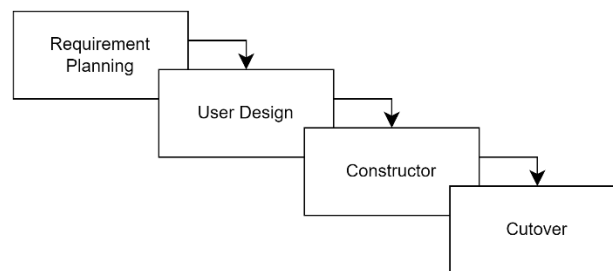 Requirement
Planning
User Design
Constructor
Cutover